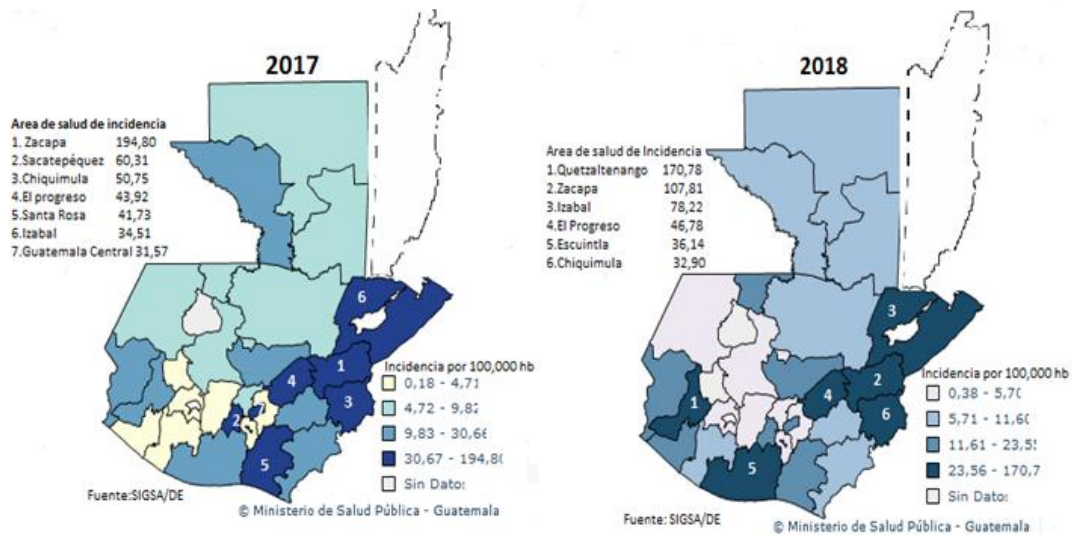 2017
Area de salud de incidencia
1. Zacapa 194,80
2.Sacatepéquez 60,31
3.Chiquimula 50,75
4.El progreso 43,92
5.Santa Rosa 41,73
6.Izabal 34,51
7.Guatemala Central 31,57
6
1
4
3
2
7
5
Incidencia por 100,000 hb
0,18 - 4,71
4,72 - 9,82
9,83 - 30,66
30,67 - 194,80
Sin Datos
Fuente:SIGSA/DE
© Ministerio de Salud Pública - Guatemala
2018
Area de salud de Incidencia
1.Quetzaltenango 170,78
2.Zacapa 107,81
3.Izabal 78,22
4.El Progreso 46,78
5.Escuintla 36,14
6.Chiquimula 32,90
3
2
4
1
6
5
Incidencia por 100,000 hb
0,38 - 5,70
5,71 - 11,60
11,61 - 23,55
23,56 - 170,7
Sin Datos
Fuente: SIGSA/DE
© Ministerio de Salud Pública - Guatemala